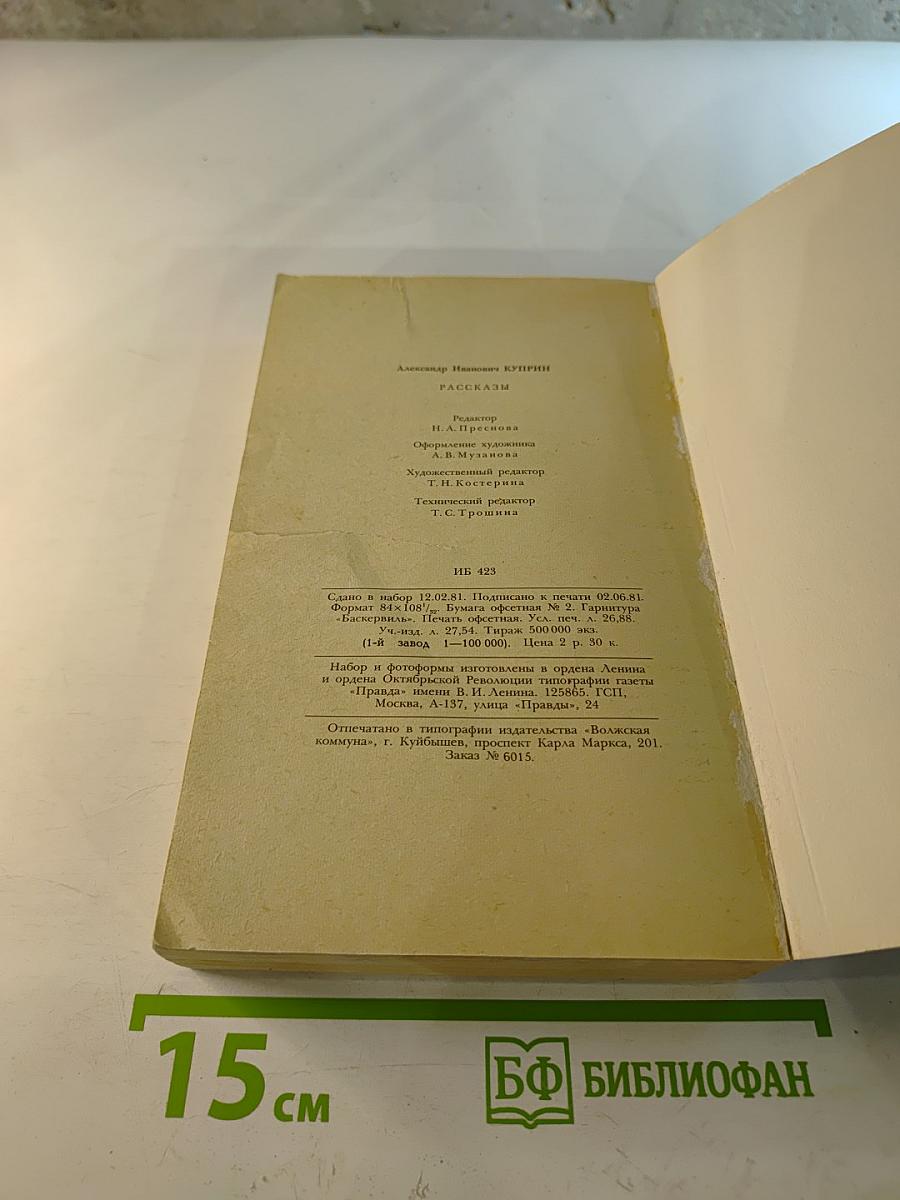 Александр Иванович КУПРИН
РАССКАЗЫ
Редактор
Н. А. Преснова
Оформление художника
А. В. Музанова
Художественный редактор
Т. Н. Костерина
Технический редактор
Т. С. Трошина
ИБ 423
Сдано в набор 12.02.81. Подписано к печати 02.06.81.
Формат 84×108¹/₃₂. Бумага офсетная № 2. Гарнитура
«Баскервиль». Печать офсетная. Усл. печ. л. 26,88.
Уч.-изд. л. 27,54. Тираж 500 000 экз.
(1-й завод 1—100 000). Цена 2 р. 30 к.
Набор и фотоформы изготовлены в ордена Ленина
и ордена Октябрьской Революции типографии газеты
«Правда» имени В. И. Ленина. 125865. ГСП,
Москва, А-137, улица «Правды», 24
Отпечатано в типографии издательства «Волжская
коммуна», г. Куйбышев, проспект Карла Маркса, 201.
Заказ № 6015.
15 см
БФ БИБЛИОФАН